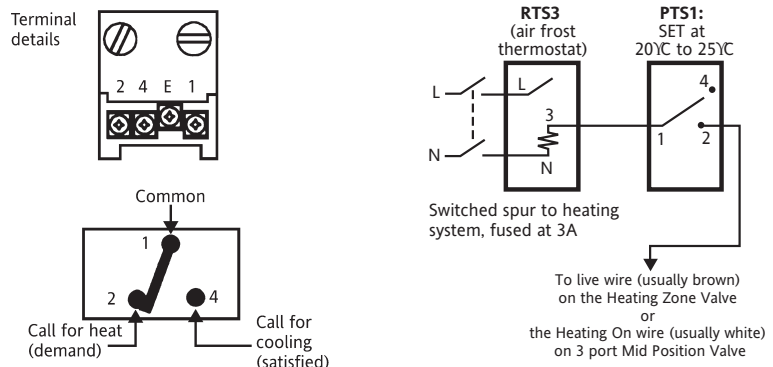 Terminal
details
2 4 E 1
Common
1
2
4
Call for heat
(demand)
Call for
cooling
(satisfied)
RTS3
(air frost
thermostat)
PTS1:
SET at
20ϒC to 25ϒC
L
L
3
N
N
4
1
2
Switched spur to heating
system, fused at 3A
To live wire (usually brown)
on the Heating Zone Valve
or
the Heating On wire (usually white)
on 3 port Mid Position Valve